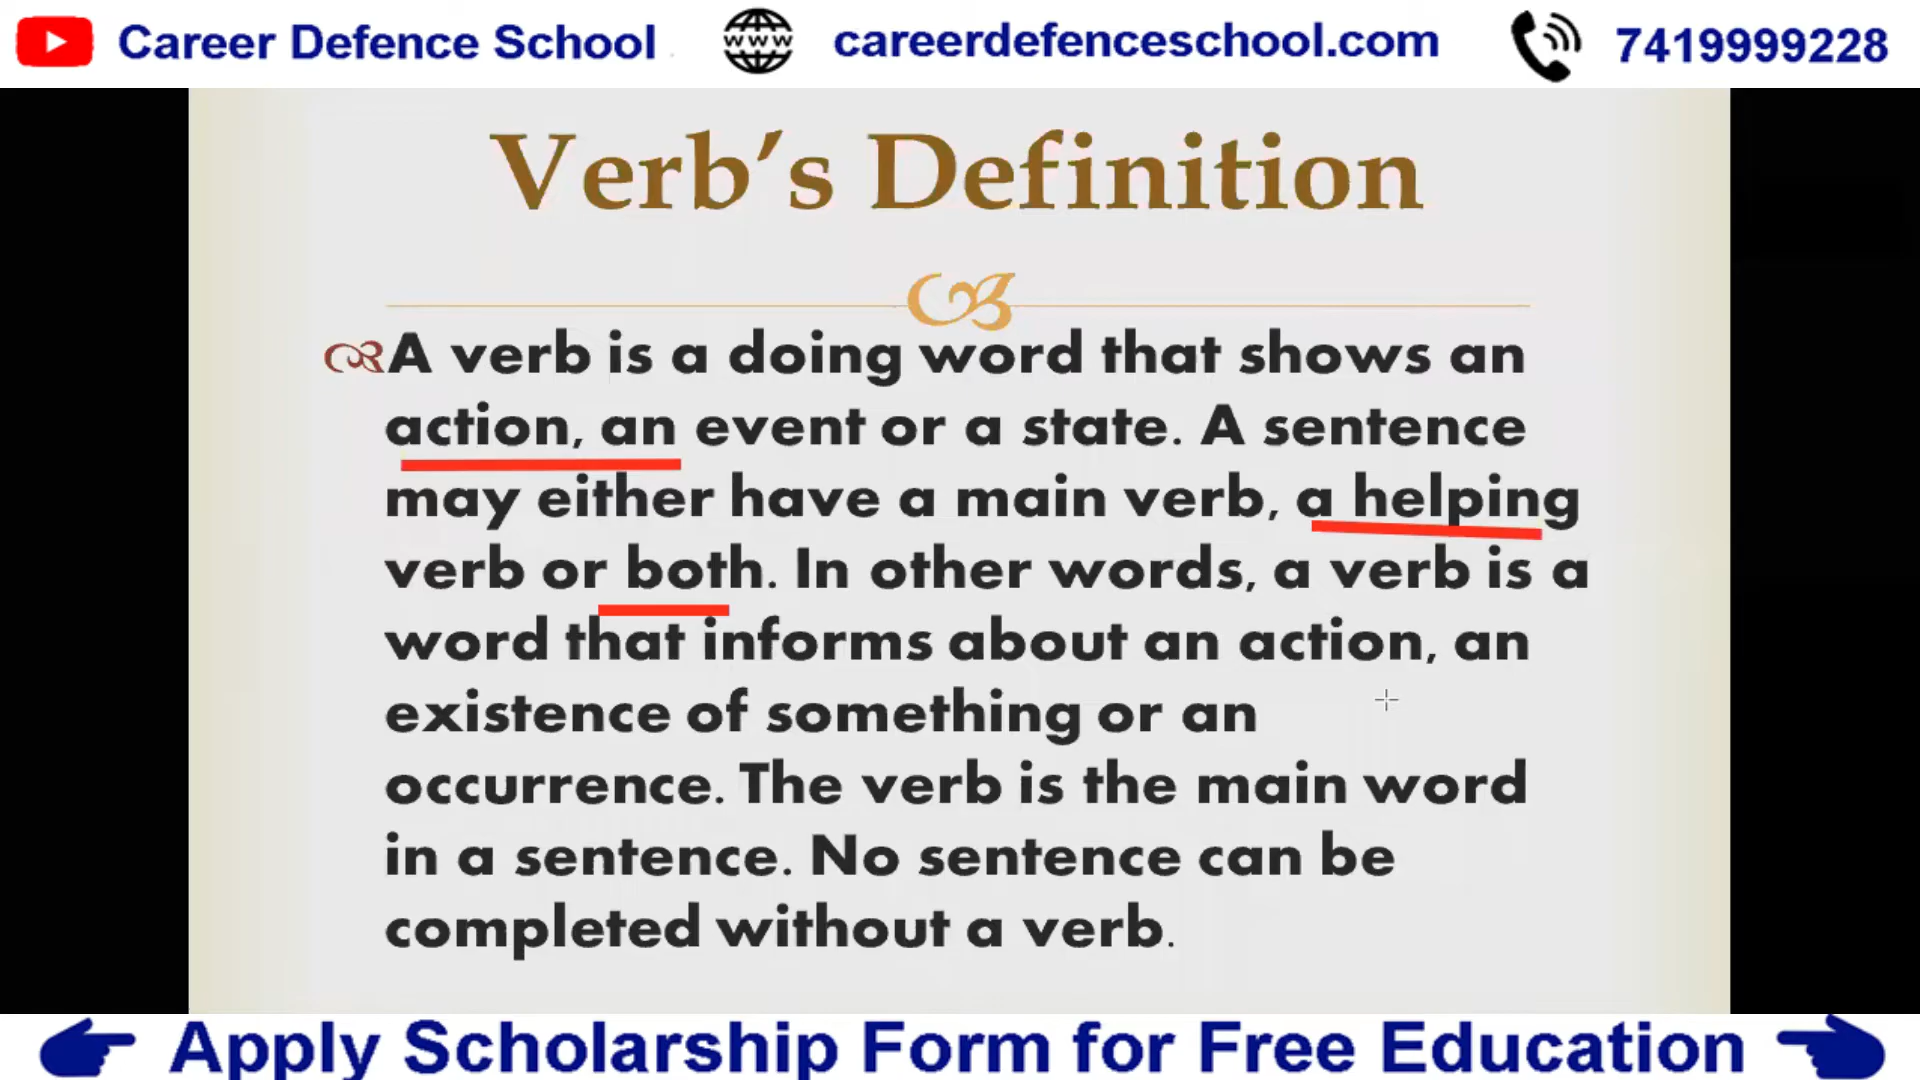 Career Defence School
www
careerdefenceschool.com
7419999228
Verb’s Definition
A verb is a doing word that shows an
action, an event or a state. A sentence
may either have a main verb, a helping
verb or both. In other words, a verb is a
word that informs about an action, an
existence of something or an
occurrence. The verb is the main word
in a sentence. No sentence can be
completed without a verb.
Apply Scholarship Form for Free Education